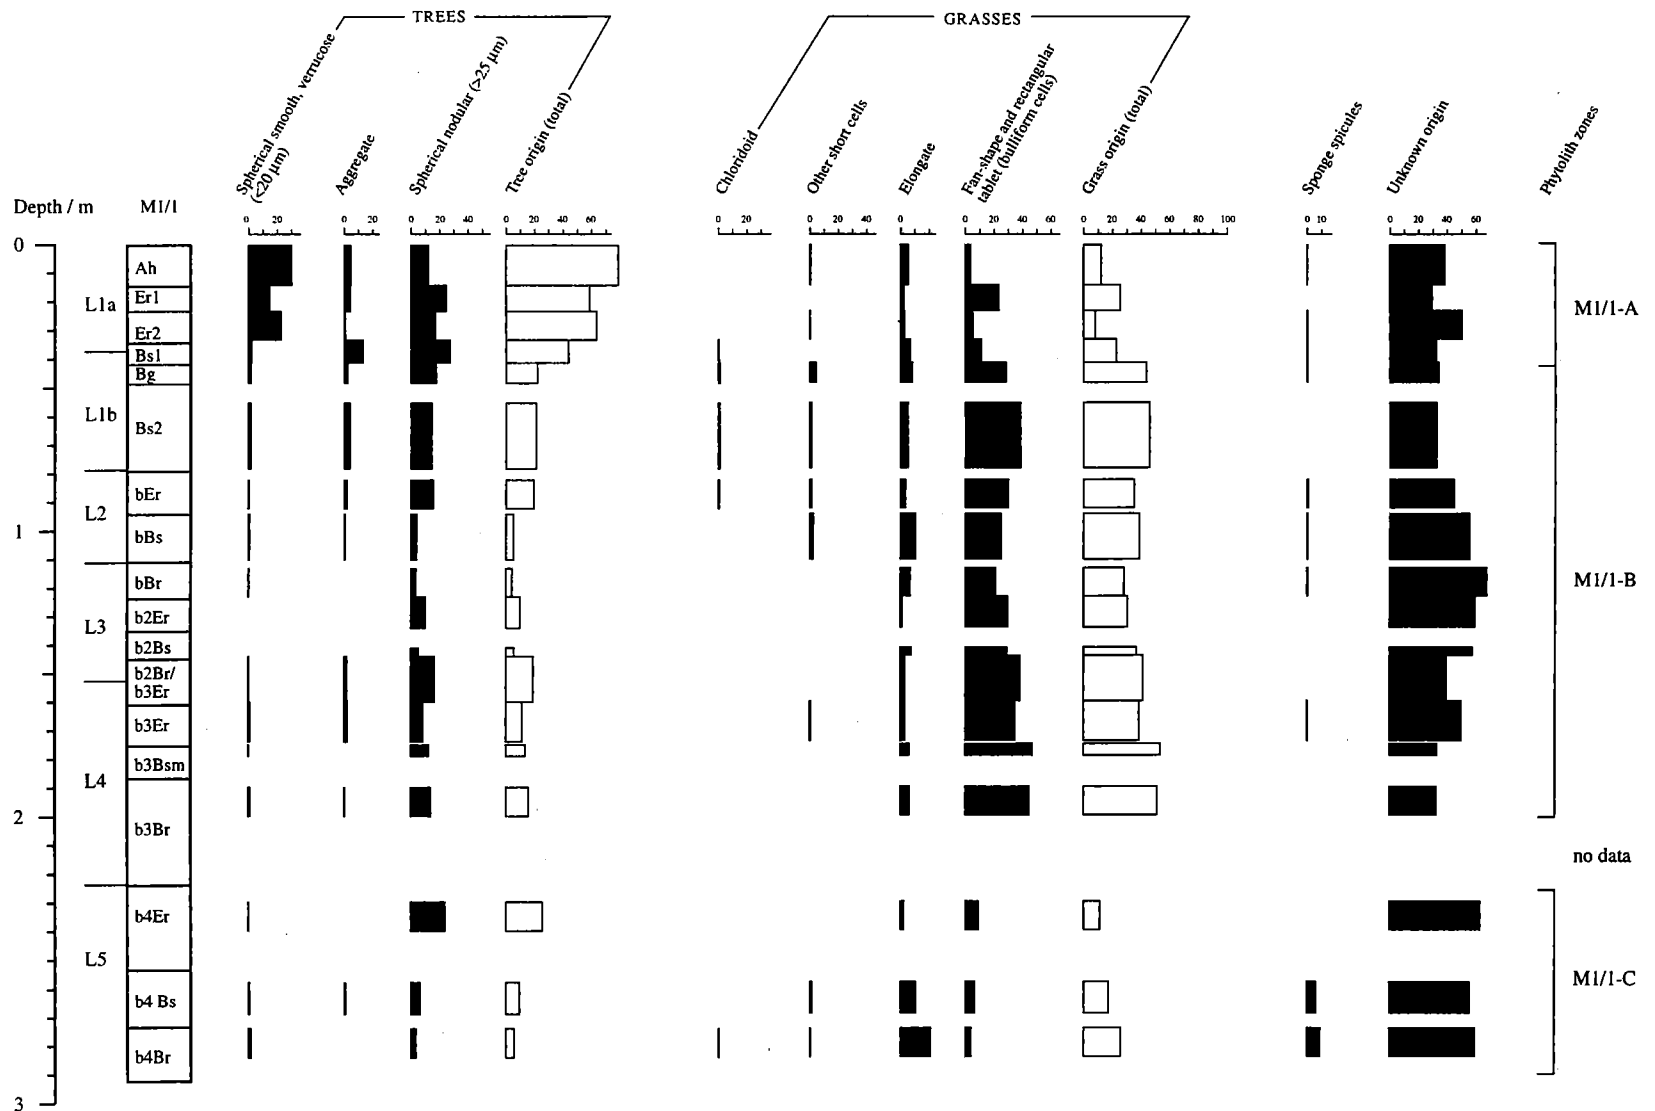 TREES
GRASSES
Spherical smooth, verrucose
(<20 µm)
Aggregate
Spherical nodular (>25 µm)
Tree origin (total)
Chloridoid
Other short cells
Elongate
Fan-shape and rectangular
tablet (bulliform cells)
Grass origin (total)
Sponge spicules
Unknown origin
Phytolith zones
Depth / m M1/1
0 20 0 20 0 20 40 0 20 40 60 0 20 0 20 40 0 20 0 20 40 60 0 20 40 60 80 100 0 10 0 20 40 60
0
Ah
L1a
Er1
M1/1-A
Er2
Bs1
Bg
L1b
Bs2
bEr
L2
1
bBs
bBr
M1/1-B
b2Er
L3
b2Bs
b2Br/
b3Er
b3Er
b3Bsm
L4
2
b3Br
no data
b4Er
L5
M1/1-C
b4 Bs
b4Br
3